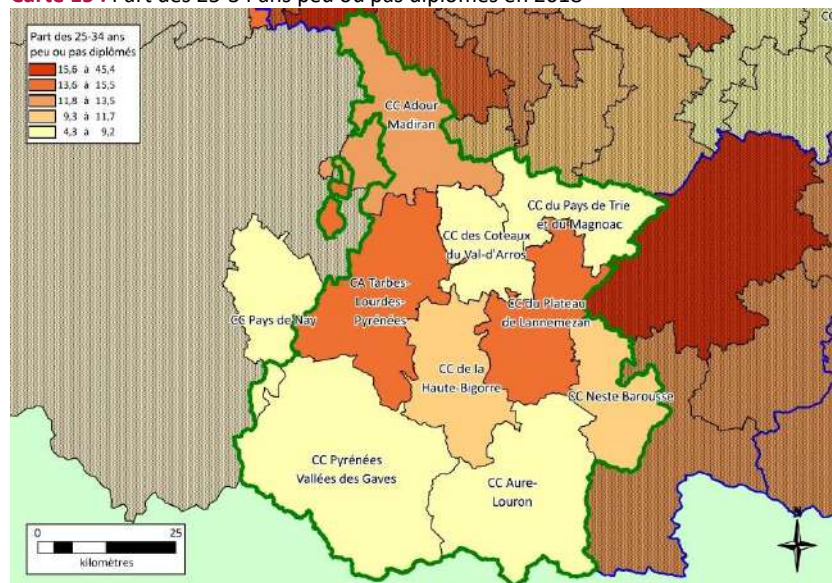 Carte 13 : Part des 25-34 ans peu ou pas diplômés en 2018
Part des 25-34 ans
peu ou pas diplômés
15,6 à 45,4
13,6 à 15,5
11,8 à 13,5
9,3 à 11,7
4,3 à 9,2
CC Adour
Madiran
CC du Pays de Trie
et du Magnoac
CC des Coteaux
du Val-d'Arros
CA Tarbes-
Lourdes-
Pyrénées
CC du Plateau
de Lannemezan
CC Pays de Nay
CC de la
Haute-Bigorre
CC Neste Barousse
CC Pyrénées
Vallées des Gaves
CC Aure-
Louron
0 25
kilomètres
N